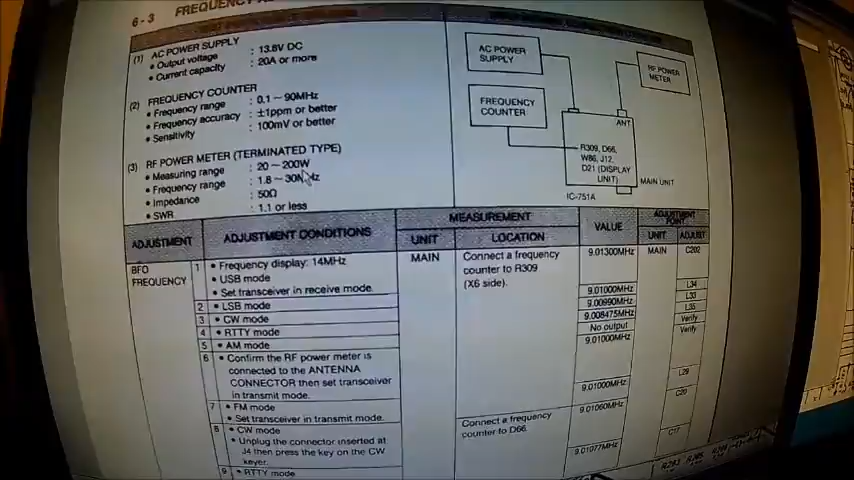 6 - 3 FREQUENCY
(1) AC POWER SUPPLY
• Output voltage : 13.8V DC
• Current capacity : 20A or more
(2) FREQUENCY COUNTER
• Frequency range : 0.1 ~ 90MHz
• Frequency accuracy : ±1ppm or better
• Sensitivity : 100mV or better
(3) RF POWER METER (TERMINATED TYPE)
• Measuring range : 20 ~ 200W
• Frequency range : 1.8 ~ 30MHz
• Impedance : 50Ω
• SWR : 1.1 or less
AC POWER
SUPPLY
RF POWER
METER
FREQUENCY
COUNTER
ANT
R309, D66,
W86, J12,
D21 (DISPLAY
UNIT)
MAIN UNIT
IC-751A
ADJUSTMENT
ADJUSTMENT CONDITIONS
MEASUREMENT
UNIT
LOCATION
VALUE
ADJUSTMENT
POINT
UNIT
ADJUST
BFO
FREQUENCY
1 • Frequency display: 14MHz
• USB mode
• Set transceiver in receive mode.
MAIN
Connect a frequency
counter to R309
(X6 side).
9.01300MHz
MAIN
C202
2 • LSB mode
9.01000MHz
L34
3 • CW mode
9.00990MHz
L33
4 • RTTY mode
9.008475MHz
L35
5 • AM mode
No output
Verify
6 • Confirm the RF power meter is
connected to the ANTENNA
CONNECTOR then set transceiver
in transmit mode.
9.01000MHz
Verify
7 • FM mode
• Set transceiver in transmit mode.
9.01000MHz
L29
8 • CW mode
• Unplug the connector inserted at
J4 then press the key on the CW
keyer.
Connect a frequency
counter to D66.
9.01060MHz
C20
9 • RTTY mode
9.01077MHz
C17